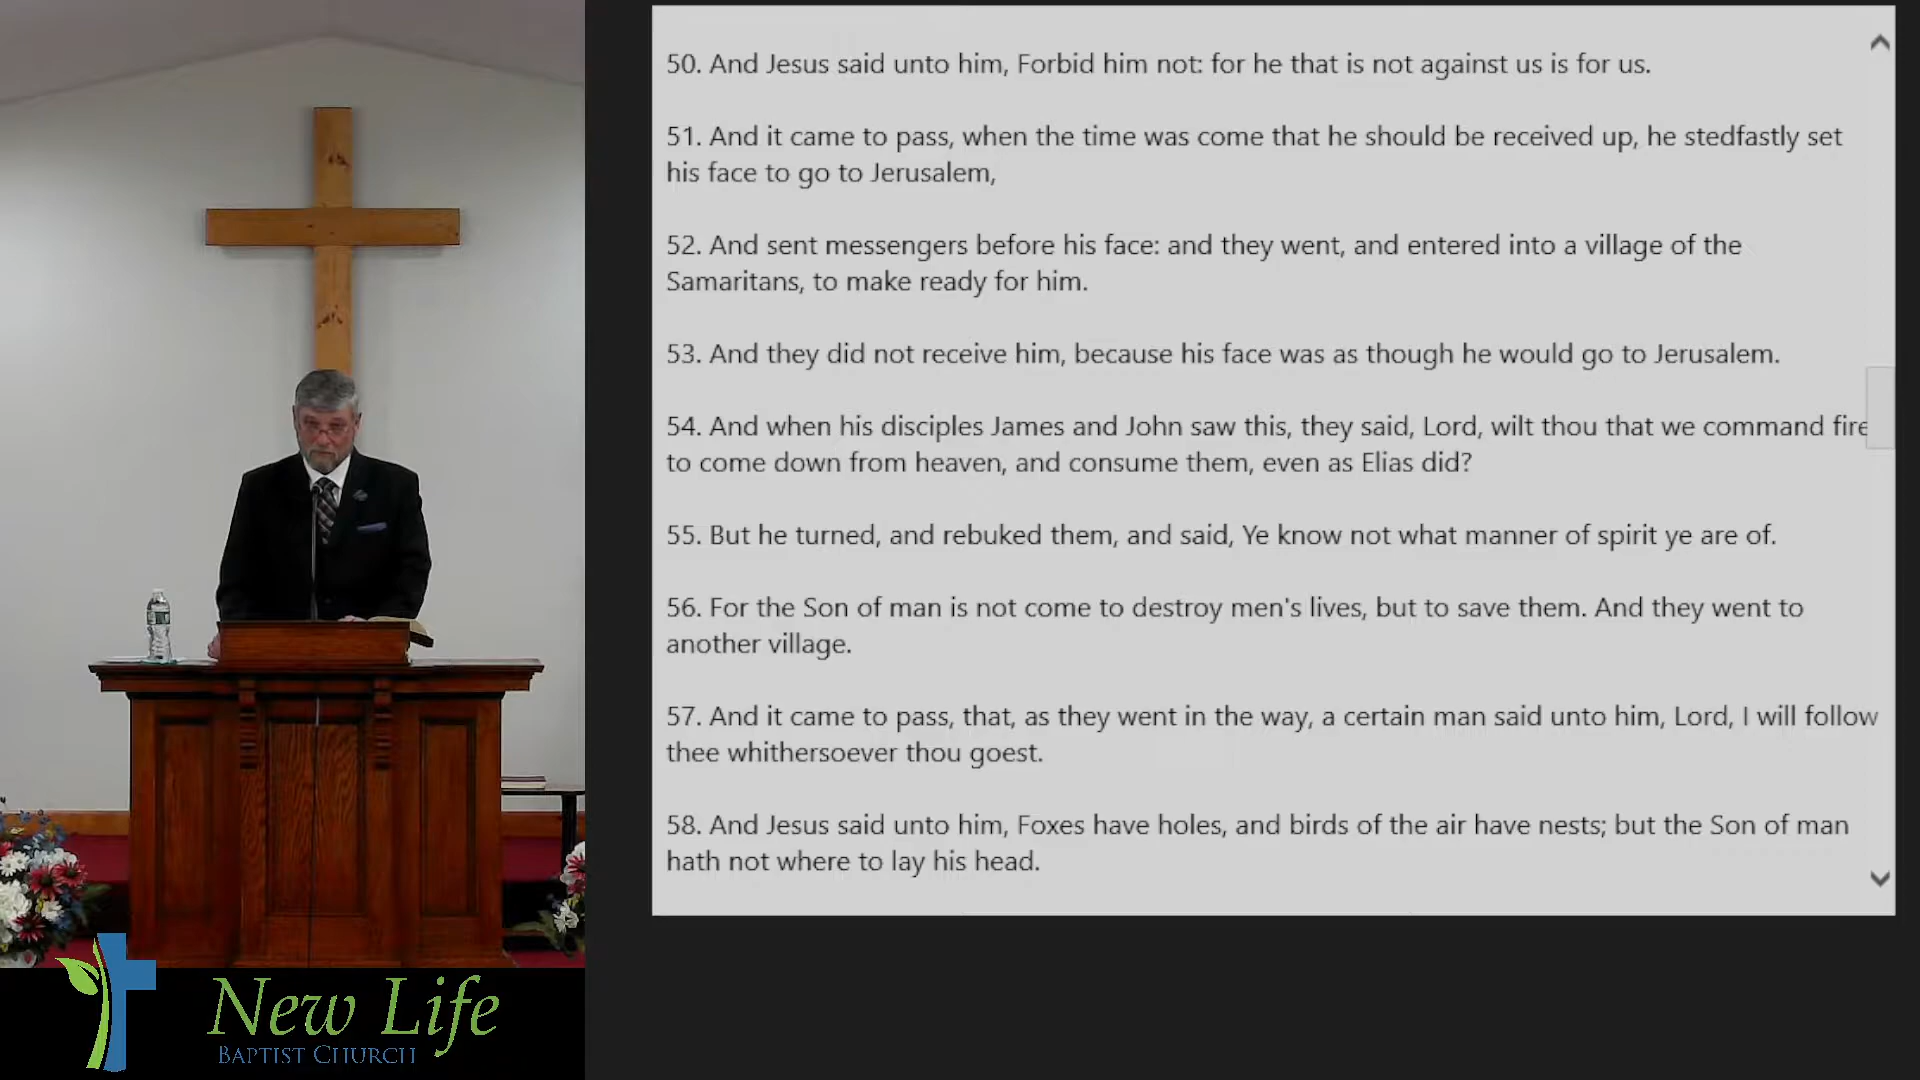 50. And Jesus said unto him, Forbid him not: for he that is not against us is for us.
51. And it came to pass, when the time was come that he should be received up, he stedfastly set
his face to go to Jerusalem,
52. And sent messengers before his face: and they went, and entered into a village of the
Samaritans, to make ready for him.
53. And they did not receive him, because his face was as though he would go to Jerusalem.
54. And when his disciples James and John saw this, they said, Lord, wilt thou that we command fire
to come down from heaven, and consume them, even as Elias did?
55. But he turned, and rebuked them, and said, Ye know not what manner of spirit ye are of.
56. For the Son of man is not come to destroy men's lives, but to save them. And they went to
another village.
57. And it came to pass, that, as they went in the way, a certain man said unto him, Lord, I will follow
thee whithersoever thou goest.
58. And Jesus said unto him, Foxes have holes, and birds of the air have nests; but the Son of man
hath not where to lay his head.
New Life
BAPTIST CHURCH